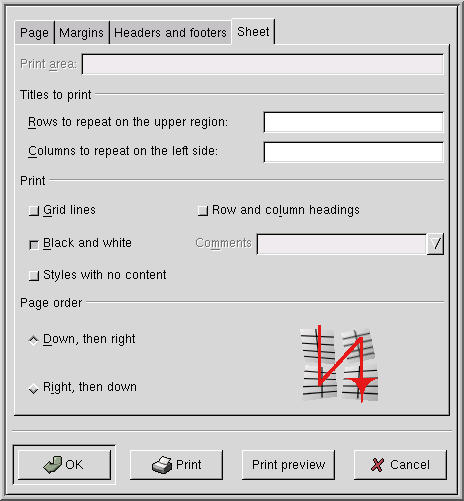 Page Margins Headers and footers Sheet
Print area:
Titles to print
Rows to repeat on the upper region:
Columns to repeat on the left side:
Print
Grid lines Row and column headings
Black and white Comments
Styles with no content
Page order
Down, then right
Right, then down
OK Print Print preview Cancel